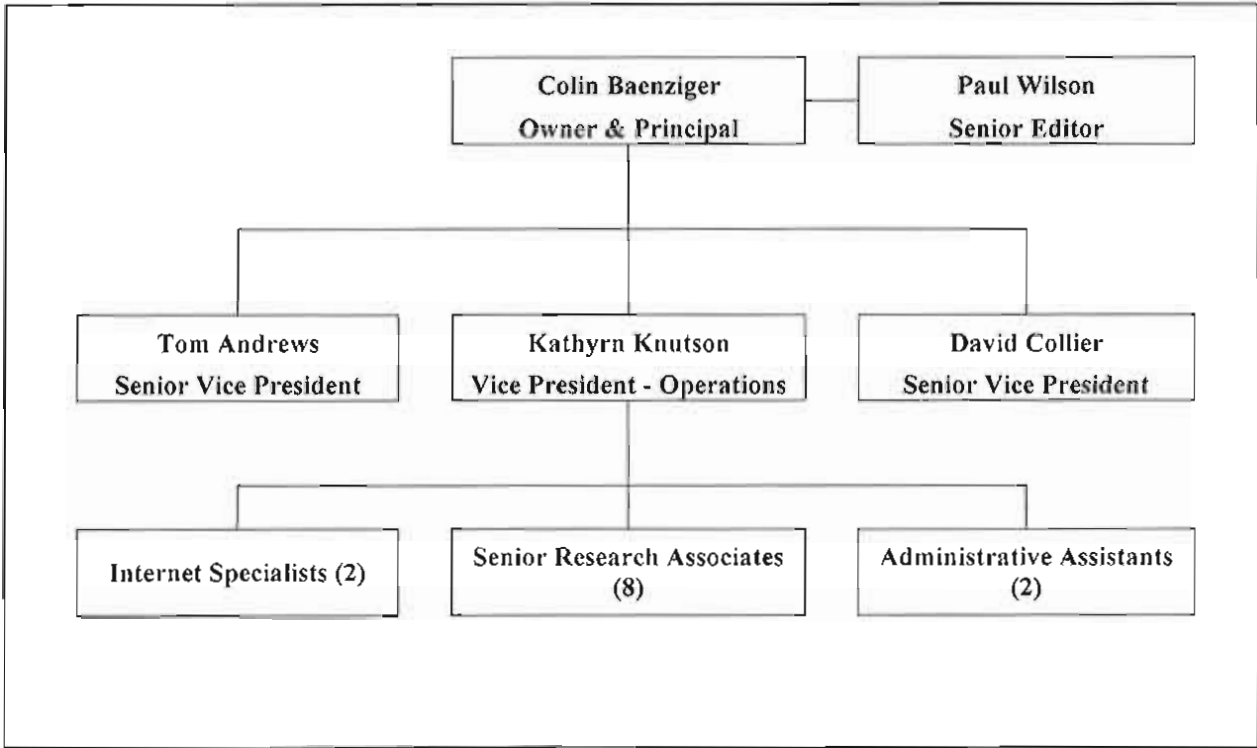 Colin Baenziger
Owner & Principal
Paul Wilson
Senior Editor
Tom Andrews
Senior Vice President
Kathyrn Knutson
Vice President - Operations
David Collier
Senior Vice President
Internet Specialists (2)
Senior Research Associates
(8)
Administrative Assistants
(2)